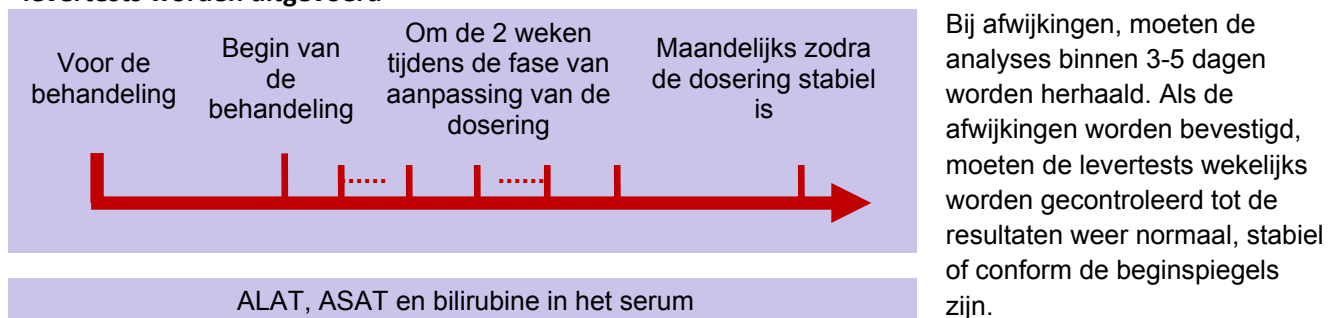 levertests worden uitgevoerd
Voor de
behandeling
Begin van
de
behandeling
Om de 2 weken
tijdens de fase van
aanpassing van de
dosering
Maandelijks zodra
de dosering stabiel
is
ALAT, ASAT en bilirubine in het serum
Bij afwijkingen, moeten de
analyses binnen 3-5 dagen
worden herhaald. Als de
afwijkingen worden bevestigd,
moeten de levertests wekelijks
worden gecontroleerd tot de
resultaten weer normaal, stabiel
of conform de beginspiegels
zijn.